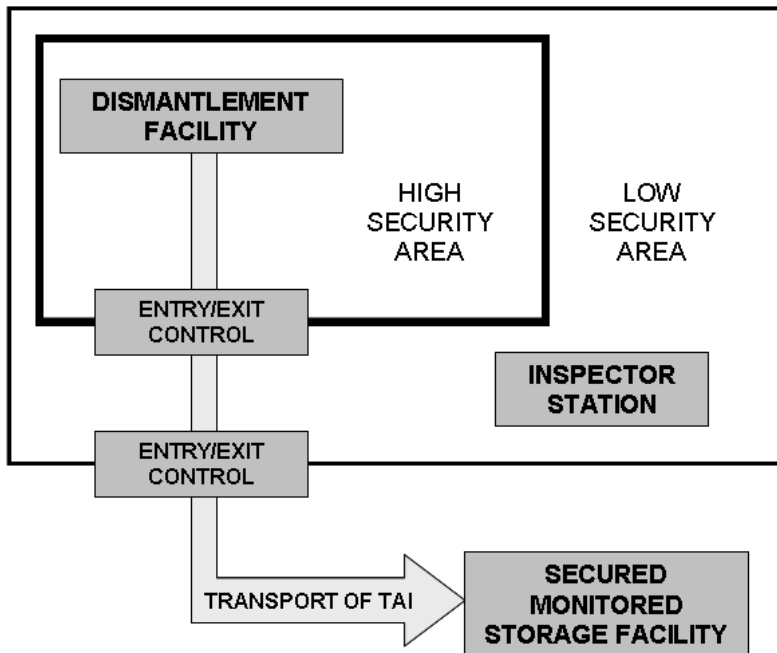 DISMANTLEMENT
FACILITY
HIGH
SECURITY
AREA
LOW
SECURITY
AREA
ENTRY/EXIT
CONTROL
INSPECTOR
STATION
ENTRY/EXIT
CONTROL
TRANSPORT OF TAI
SECURED
MONITORED
STORAGE FACILITY